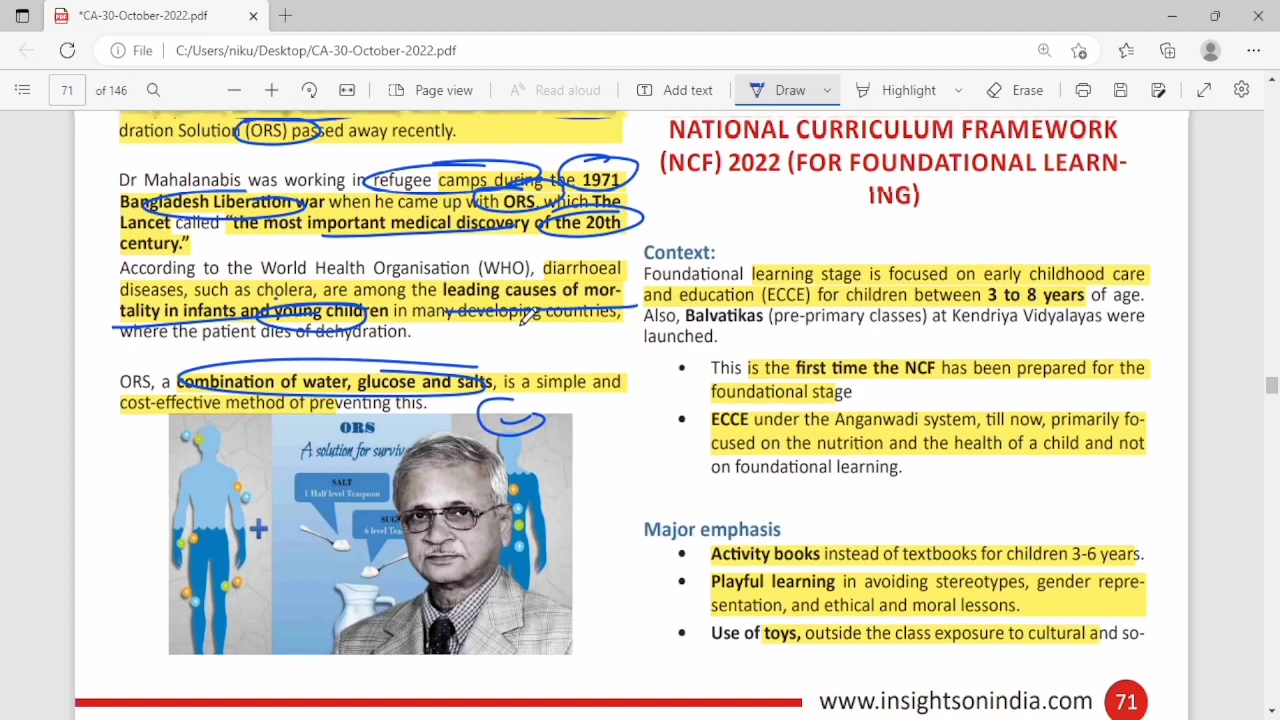 *CA-30-October-2022.pdf
File
C:/Users/niku/Desktop/CA-30-October-2022.pdf
71 of 146
Page view
Read aloud
Add text
Draw
Highlight
Erase
dration Solution (ORS) passed away recently.
Dr Mahalanabis was working in refugee camps during the 1971
Bangladesh Liberation war when he came up with ORS, which The
Lancet called “the most important medical discovery of the 20th
century.”
According to the World Health Organisation (WHO), diarrhoeal
diseases, such as cholera, are among the leading causes of mor-
tality in infants and young children in many developing countries,
where the patient dies of dehydration.
ORS, a combination of water, glucose and salts, is a simple and
cost-effective method of preventing this.
ORS
A solution for surviv
SALT
1 Half level Teaspoon
6 level Tea
NATIONAL CURRICULUM FRAMEWORK
(NCF) 2022 (FOR FOUNDATIONAL LEARN-
ING)
Context:
Foundational learning stage is focused on early childhood care
and education (ECCE) for children between 3 to 8 years of age.
Also, Balvatikas (pre-primary classes) at Kendriya Vidyalayas were
launched.
• This is the first time the NCF has been prepared for the
foundational stage
• ECCE under the Anganwadi system, till now, primarily fo-
cused on the nutrition and the health of a child and not
on foundational learning.
Major emphasis
• Activity books instead of textbooks for children 3-6 years.
• Playful learning in avoiding stereotypes, gender repre-
sentation, and ethical and moral lessons.
• Use of toys, outside the class exposure to cultural and so-
www.insightsonindia.com
71